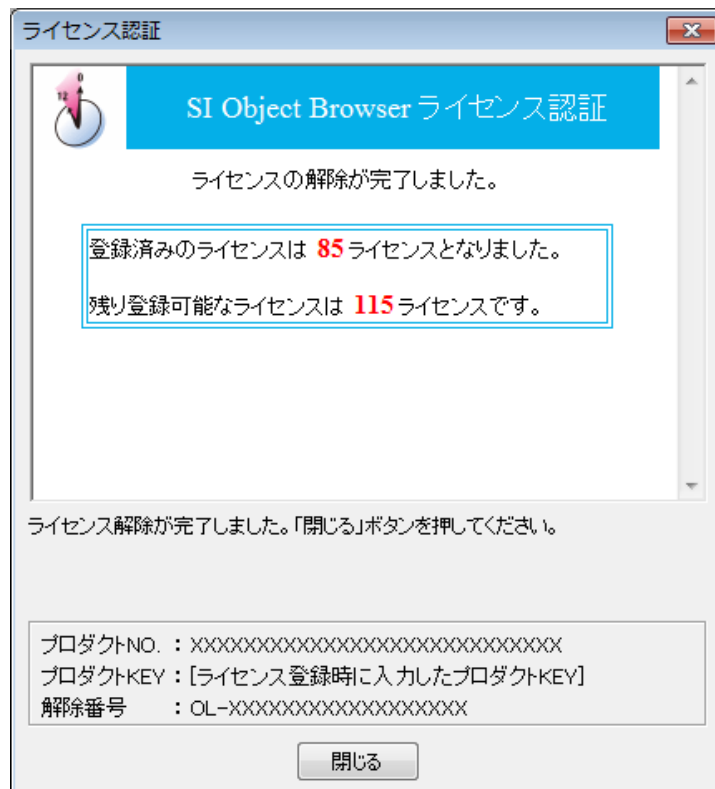 ライセンス認証
0
12
SI Object Browser ライセンス認証
ライセンスの解除が完了しました。
登録済みのライセンスは 85 ライセンスとなりました。
残り登録可能なライセンスは 115 ライセンスです。
ライセンス解除が完了しました。「閉じる」ボタンを押してください。
プロダクトNO. : XXXXXXXXXXXXXXXXXXXXXXXXXXXX
プロダクトKEY : [ライセンス登録時に入力したプロダクトKEY]
解除番号 : OL-XXXXXXXXXXXXXXXXXX
閉じる